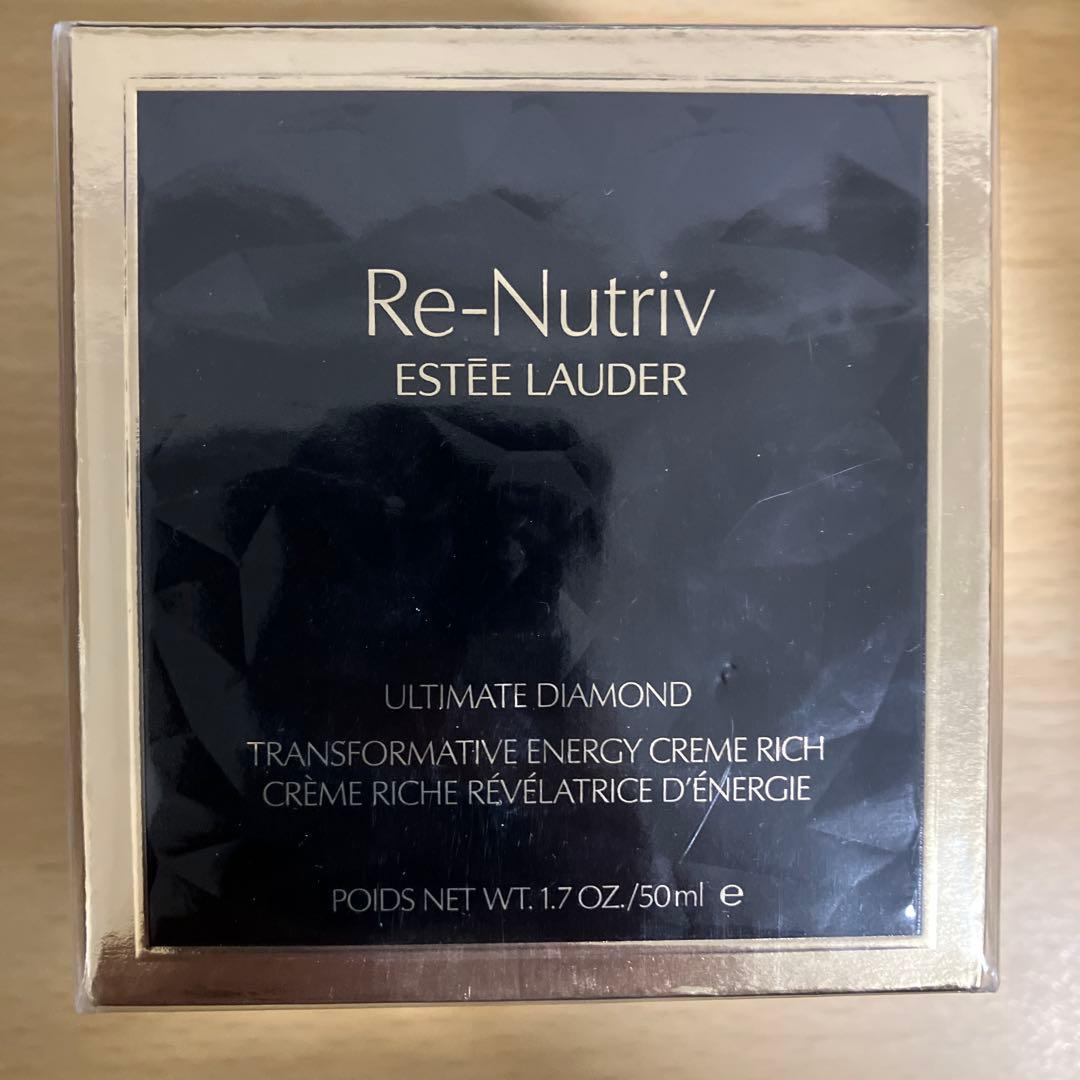 Re-Nutriv
ESTĒE LAUDER
ULTIMATE DIAMOND
TRANSFORMATIVE ENERGY CREME RICH
CRÈME RICHE RÉVÉLATRICE D'ÉNERGIE
POIDS NET WT. 1.7 OZ./50ml ℮